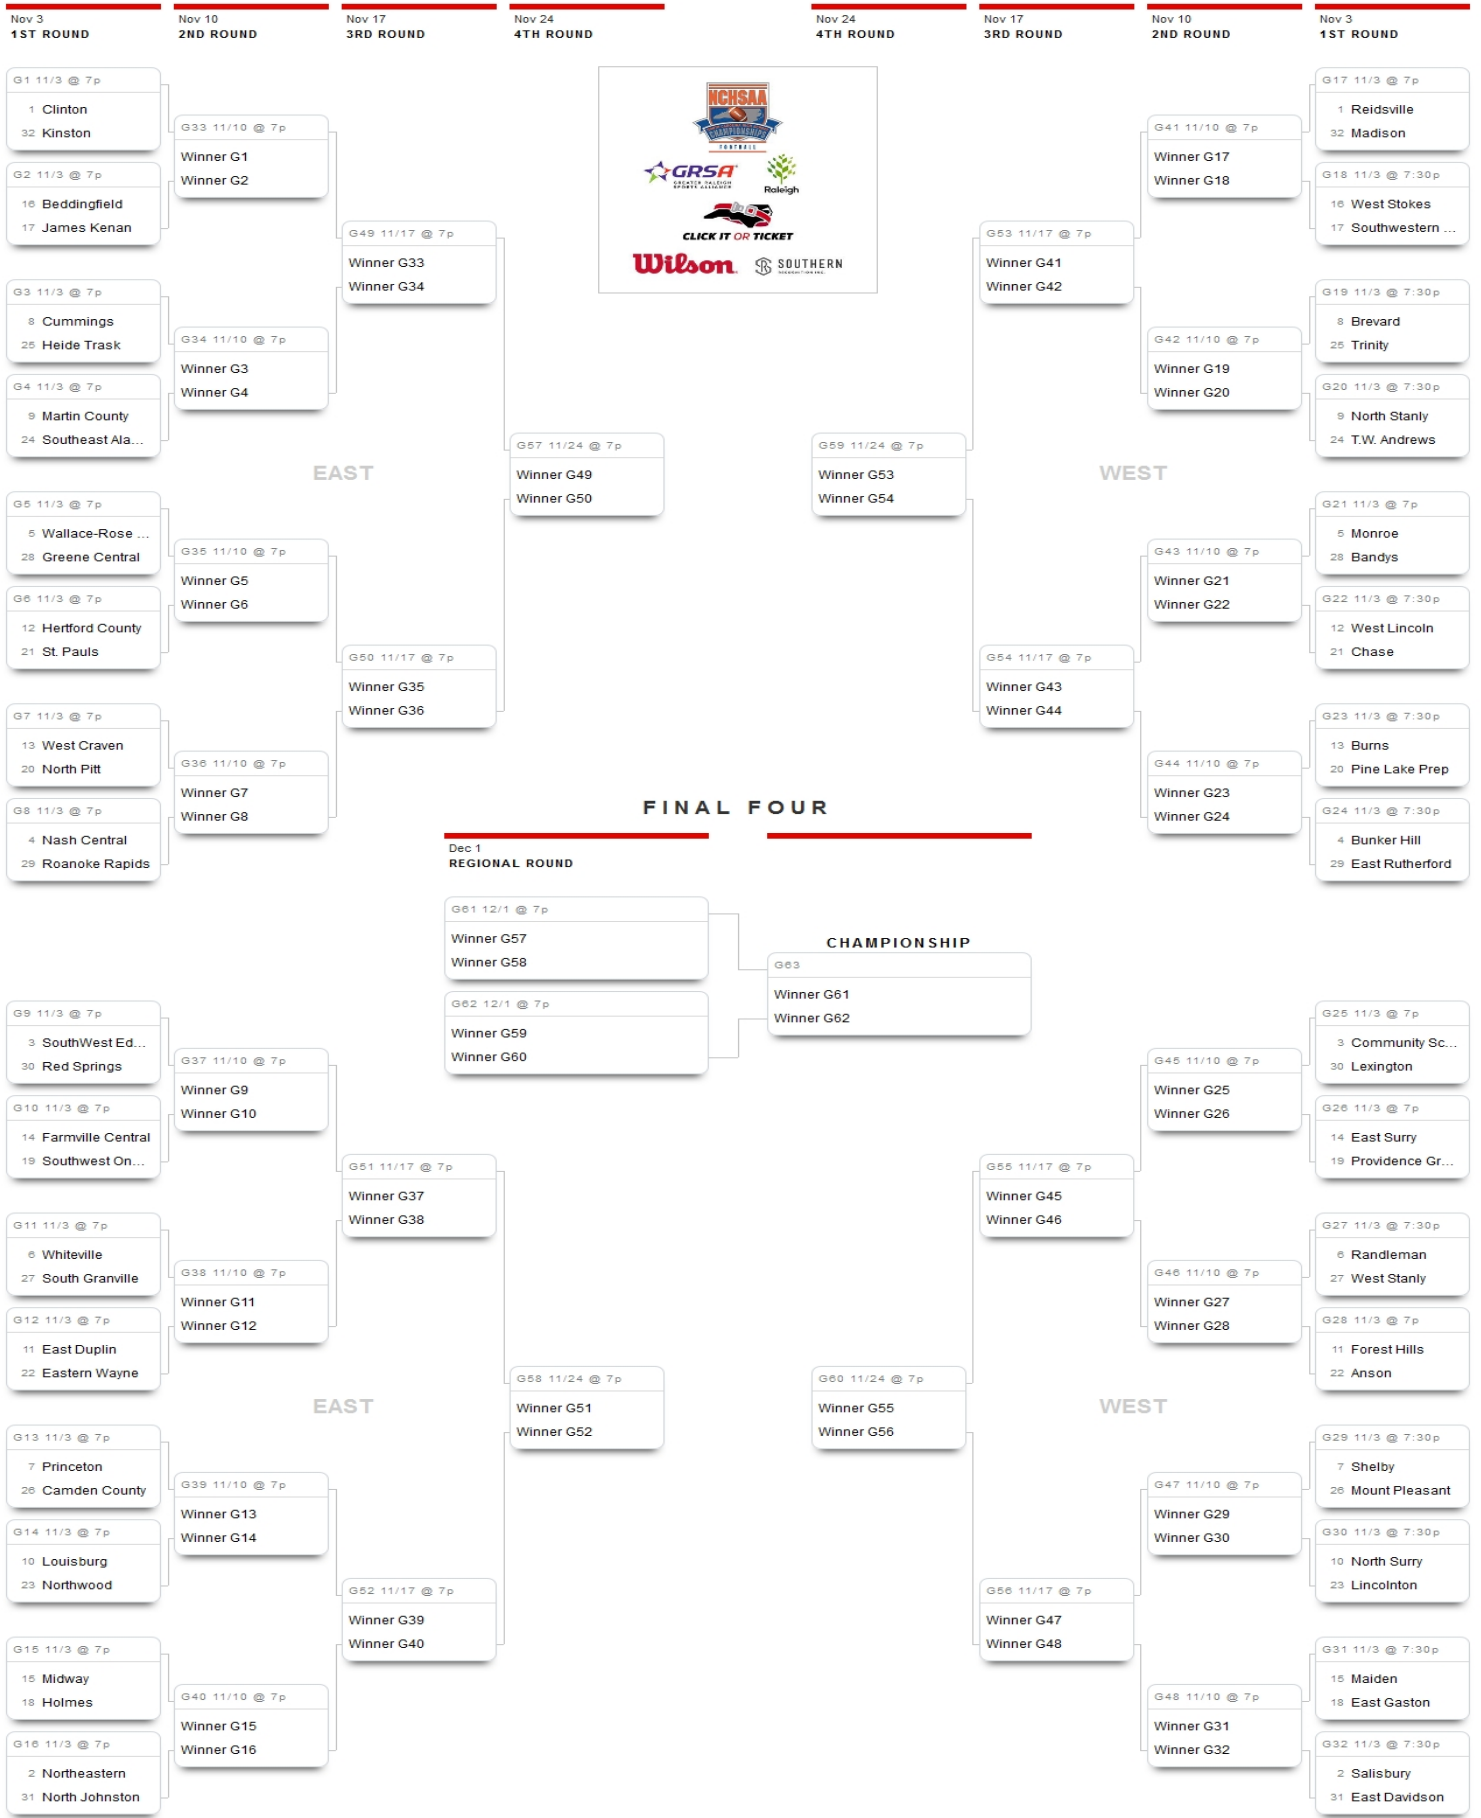 Nov 3
1ST ROUND
Nov 10
2ND ROUND
Nov 17
3RD ROUND
Nov 24
4TH ROUND
Nov 24
4TH ROUND
Nov 17
3RD ROUND
Nov 10
2ND ROUND
Nov 3
1ST ROUND
G1 11/3 @ 7p
1 Clinton
32 Kinston
G2 11/3 @ 7p
16 Beddingfield
17 James Kenan
G3 11/3 @ 7p
8 Cummings
25 Heide Trask
G4 11/3 @ 7p
9 Martin County
24 Southeast Ala...
G5 11/3 @ 7p
5 Wallace-Rose ...
28 Greene Central
G6 11/3 @ 7p
12 Hertford County
21 St. Pauls
G7 11/3 @ 7p
13 West Craven
20 North Pitt
G8 11/3 @ 7p
4 Nash Central
29 Roanoke Rapids
G33 11/10 @ 7p
Winner G1
Winner G2
G34 11/10 @ 7p
Winner G3
Winner G4
G35 11/10 @ 7p
Winner G5
Winner G6
G36 11/10 @ 7p
Winner G7
Winner G8
G49 11/17 @ 7p
Winner G33
Winner G34
EAST
G50 11/17 @ 7p
Winner G35
Winner G36
G57 11/24 @ 7p
Winner G49
Winner G50
NCHSAA
CHAMPIONSHIPS
FOOTBALL
GRSA
GREATER RALEIGH
SPORTS ALLIANCE
Raleigh
CLICK IT OR TICKET
Wilson
SR SOUTHERN
G59 11/24 @ 7p
Winner G53
Winner G54
G53 11/17 @ 7p
Winner G41
Winner G42
WEST
G54 11/17 @ 7p
Winner G43
Winner G44
G41 11/10 @ 7p
Winner G17
Winner G18
G42 11/10 @ 7p
Winner G19
Winner G20
G43 11/10 @ 7p
Winner G21
Winner G22
G44 11/10 @ 7p
Winner G23
Winner G24
G17 11/3 @ 7p
1 Reidsville
32 Madison
G18 11/3 @ 7:30p
16 West Stokes
17 Southwestern ...
G19 11/3 @ 7:30p
8 Brevard
25 Trinity
G20 11/3 @ 7:30p
9 North Stanly
24 T.W. Andrews
G21 11/3 @ 7p
5 Monroe
28 Bandys
G22 11/3 @ 7:30p
12 West Lincoln
21 Chase
G23 11/3 @ 7:30p
13 Burns
20 Pine Lake Prep
G24 11/3 @ 7:30p
4 Bunker Hill
29 East Rutherford
FINAL FOUR
Dec 1
REGIONAL ROUND
G61 12/1 @ 7p
Winner G57
Winner G58
G62 12/1 @ 7p
Winner G59
Winner G60
CHAMPIONSHIP
G63
Winner G61
Winner G62
G9 11/3 @ 7p
3 SouthWest Ed...
30 Red Springs
G10 11/3 @ 7p
14 Farmville Central
19 Southwest On...
G11 11/3 @ 7p
6 Whiteville
27 South Granville
G12 11/3 @ 7p
11 East Duplin
22 Eastern Wayne
G13 11/3 @ 7p
7 Princeton
26 Camden County
G14 11/3 @ 7p
10 Louisburg
23 Northwood
G15 11/3 @ 7p
15 Midway
18 Holmes
G16 11/3 @ 7p
2 Northeastern
31 North Johnston
G37 11/10 @ 7p
Winner G9
Winner G10
G38 11/10 @ 7p
Winner G11
Winner G12
G39 11/10 @ 7p
Winner G13
Winner G14
G40 11/10 @ 7p
Winner G15
Winner G16
G51 11/17 @ 7p
Winner G37
Winner G38
EAST
G52 11/17 @ 7p
Winner G39
Winner G40
G58 11/24 @ 7p
Winner G51
Winner G52
G60 11/24 @ 7p
Winner G55
Winner G56
G55 11/17 @ 7p
Winner G45
Winner G46
WEST
G56 11/17 @ 7p
Winner G47
Winner G48
G45 11/10 @ 7p
Winner G25
Winner G26
G46 11/10 @ 7p
Winner G27
Winner G28
G47 11/10 @ 7p
Winner G29
Winner G30
G48 11/10 @ 7p
Winner G31
Winner G32
G25 11/3 @ 7p
3 Community Sc...
30 Lexington
G26 11/3 @ 7p
14 East Surry
19 Providence Gr...
G27 11/3 @ 7:30p
6 Randleman
27 West Stanly
G28 11/3 @ 7p
11 Forest Hills
22 Anson
G29 11/3 @ 7:30p
7 Shelby
26 Mount Pleasant
G30 11/3 @ 7:30p
10 North Surry
23 Lincolnton
G31 11/3 @ 7:30p
15 Maiden
18 East Gaston
G32 11/3 @ 7:30p
2 Salisbury
31 East Davidson